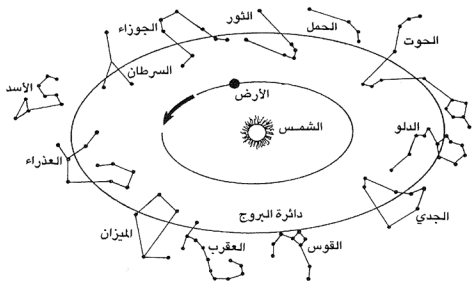 الحمل
الثور
الجوزاء
الحوت
السرطان
الأسد
الأرض
الشمس
الدلو
العذراء
الجدي
دائرة البروج
الميزان
العقرب
القوس